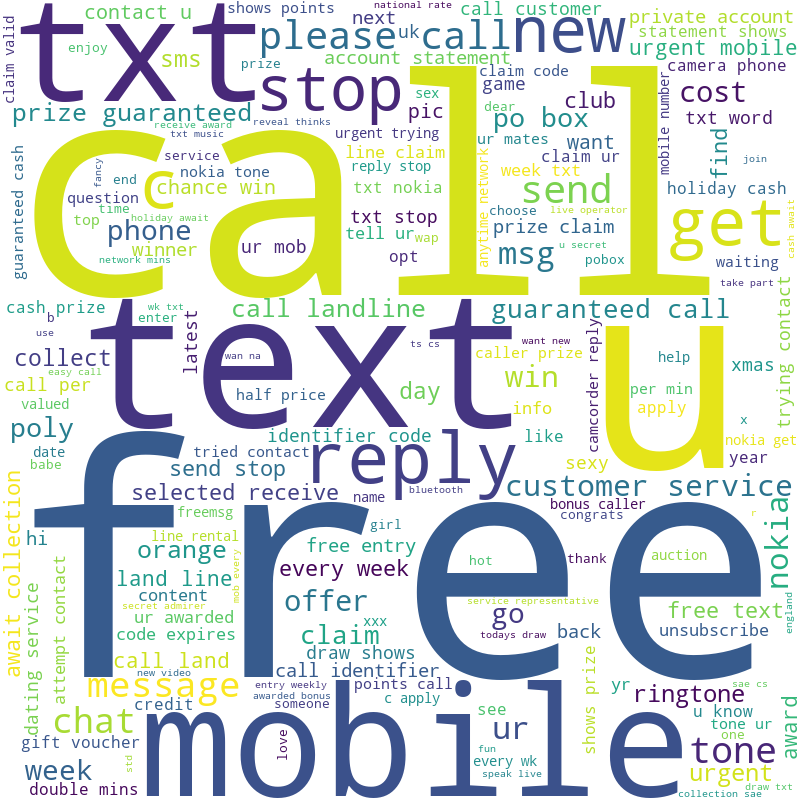 txt
call
free
text
u
mobile
stop
new
please
call
claim valid
contact u
enjoy
sms
shows points
prize
national rate
next
uk
call customer
account statement
private account
statement shows
urgent mobile
claim code
camera phone
game
sex
dear
pic
club
po box
cost
txt word
mobile number
prize guaranteed
receive award
txt music
reveal thinks
urgent trying
ur mates
want
find
line claim
claim ur
service
nokia tone
reply stop
week txt
join
guaranteed cash
question
end
fancy
c
chance win
txt nokia
send
holiday cash
time
top
holiday await
choose
live operator
get
cash await
phone
winner
ur mob
txt stop
tell ur
wap
opt
anytime network
prize claim
msg
u secret
pobox
waiting
network mins
take part
cash prize
wk txt
b
enter
use
latest
call landline
guaranteed call
ts cs
want new
camcorder reply
caller prize
help
xmas
trying contact
collect
easy call
wan na
call per
valued
half price
day
win
info
per min
apply
x
nokia get
year
poly
date
babe
identifier code
tried contact
reply
like
sexy
send stop
selected receive
name
bluetooth
customer service
bonus caller
congrats
nokia
await collection
hi
freemsg
line rental
girl
orange
free entry
every week
hot
thank
auction
r
land line
mob every
content
secret admirer
offer
xxx
service representative
go
todays draw
free text
england
dating service
attempt contact
ur awarded
code expires
claim
draw shows
back
unsubscribe
call land
new video
call identifier
message
entry weekly
awarded bonus
points call
someone
c apply
shows prize
yr
ringtone
sae cs
credit
chat
see
ur
u know
tone ur
one
award
gift voucher
love
fun
every wk
speak live
tone
week
std
double mins
urgent
draw txt
collection sae